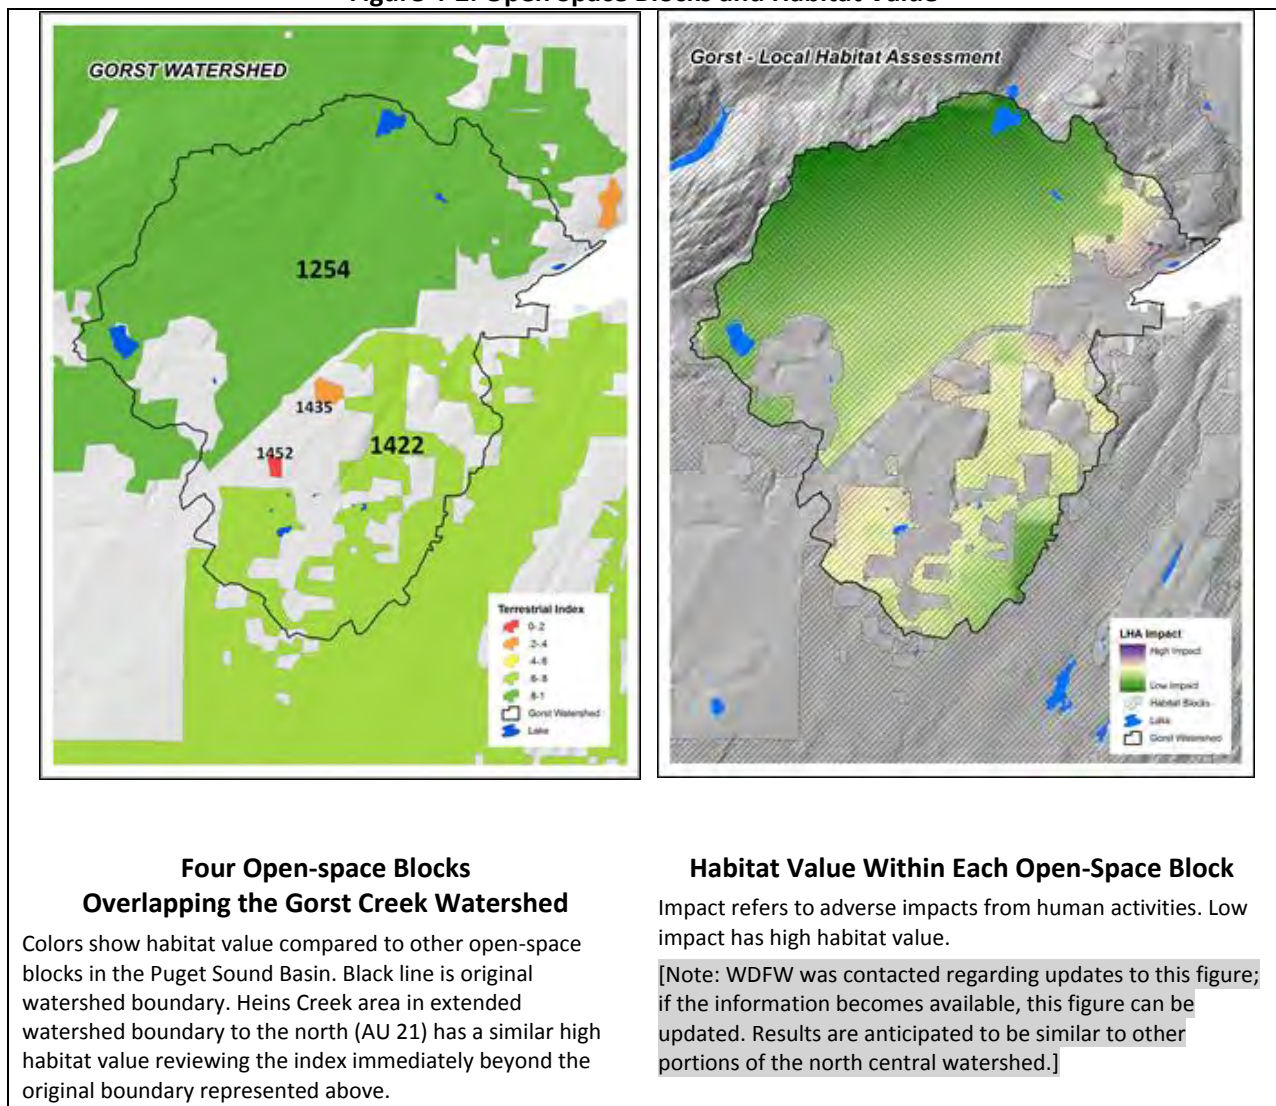 Figure 4-2. Open Space Blocks and Habitat Value
GORST WATERSHED
1254
1435
1422
1452
Terrestrial Index
0-.2
.2-.4
.4-.6
.6-.8
.8-1
Gorst Watershed
Lake
Gorst - Local Habitat Assessment
LHA Impact
High Impact
Low Impact
Habitat Blocks
Lake
Gorst Watershed
Four Open-space Blocks
Overlapping the Gorst Creek Watershed
Colors show habitat value compared to other open-space
blocks in the Puget Sound Basin. Black line is original
watershed boundary. Heins Creek area in extended
watershed boundary to the north (AU 21) has a similar high
habitat value reviewing the index immediately beyond the
original boundary represented above.
Habitat Value Within Each Open-Space Block
Impact refers to adverse impacts from human activities. Low
impact has high habitat value.
[Note: WDFW was contacted regarding updates to this figure;
if the information becomes available, this figure can be
updated. Results are anticipated to be similar to other
portions of the north central watershed.]